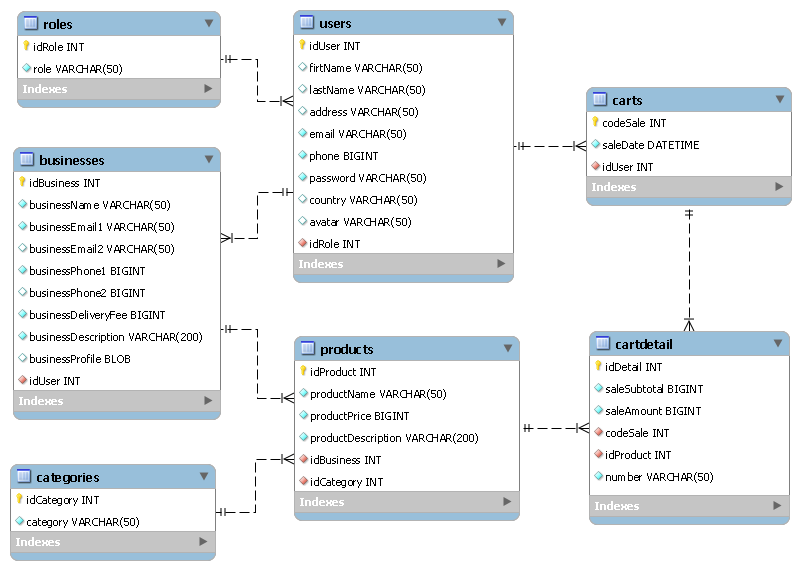 roles
idRole INT
role VARCHAR(50)
Indexes
users
idUser INT
firtName VARCHAR(50)
lastName VARCHAR(50)
address VARCHAR(50)
email VARCHAR(50)
phone BIGINT
password VARCHAR(50)
country VARCHAR(50)
avatar VARCHAR(50)
idRole INT
Indexes
carts
codeSale INT
saleDate DATETIME
idUser INT
Indexes
businesses
idBusiness INT
businessName VARCHAR(50)
businessEmail1 VARCHAR(50)
businessEmail2 VARCHAR(50)
businessPhone1 BIGINT
businessPhone2 BIGINT
businessDeliveryFee BIGINT
businessDescription VARCHAR(200)
businessProfile BLOB
idUser INT
Indexes
products
idProduct INT
productName VARCHAR(50)
productPrice BIGINT
productDescription VARCHAR(200)
idBusiness INT
idCategory INT
Indexes
cartdetail
idDetail INT
saleSubtotal BIGINT
saleAmount BIGINT
codeSale INT
idProduct INT
number VARCHAR(50)
Indexes
categories
idCategory INT
category VARCHAR(50)
Indexes